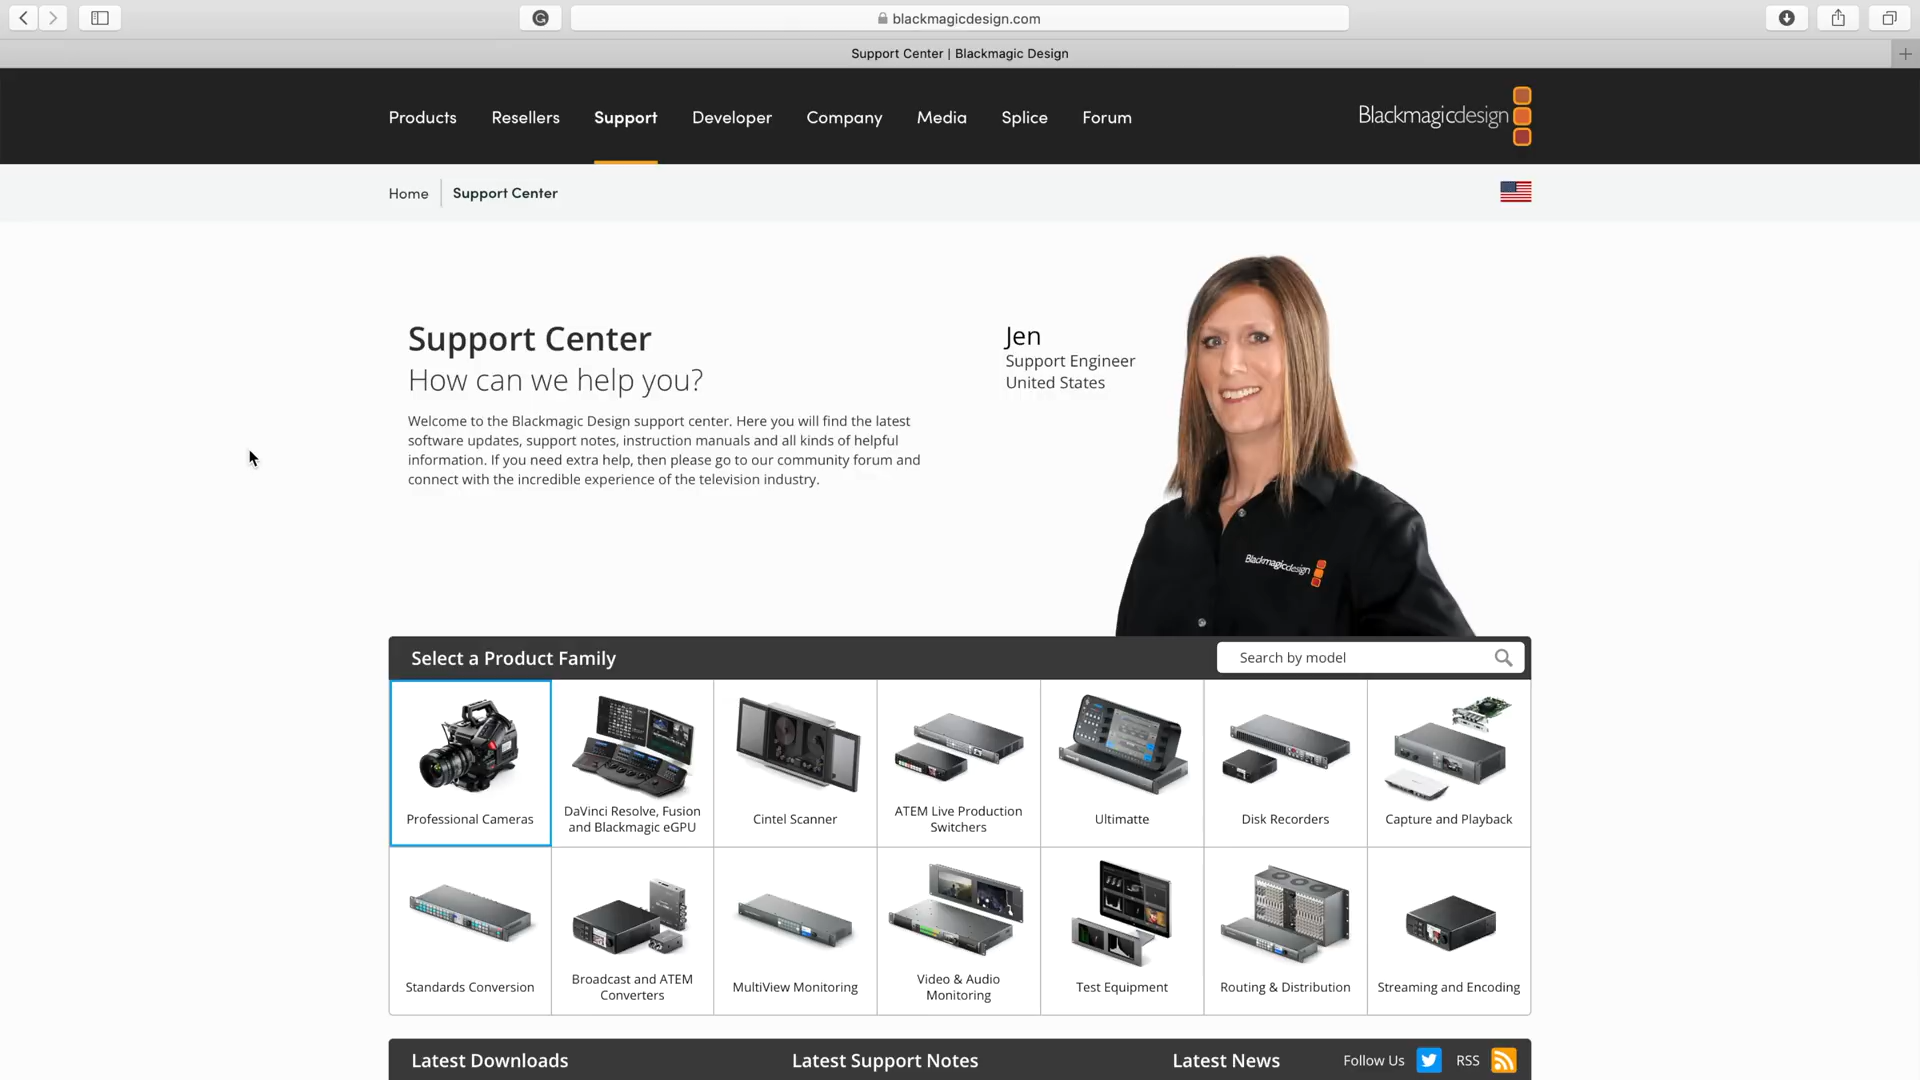 blackmagicdesign.com
Support Center | Blackmagic Design
Products
Resellers
Support
Developer
Company
Media
Splice
Forum
Blackmagicdesign
Home
Support Center
Support Center
How can we help you?
Welcome to the Blackmagic Design support center. Here you will find the latest
software updates, support notes, instruction manuals and all kinds of helpful
information. If you need extra help, then please go to our community forum and
connect with the incredible experience of the television industry.
Jen
Support Engineer
United States
Blackmagicdesign
Select a Product Family
Search by model
Professional Cameras
DaVinci Resolve, Fusion
and Blackmagic eGPU
Cintel Scanner
ATEM Live Production
Switchers
Ultimatte
Disk Recorders
Capture and Playback
Standards Conversion
Broadcast and ATEM
Converters
MultiView Monitoring
Video & Audio
Monitoring
Test Equipment
Routing & Distribution
Streaming and Encoding
Latest Downloads
Latest Support Notes
Latest News
Follow Us
RSS